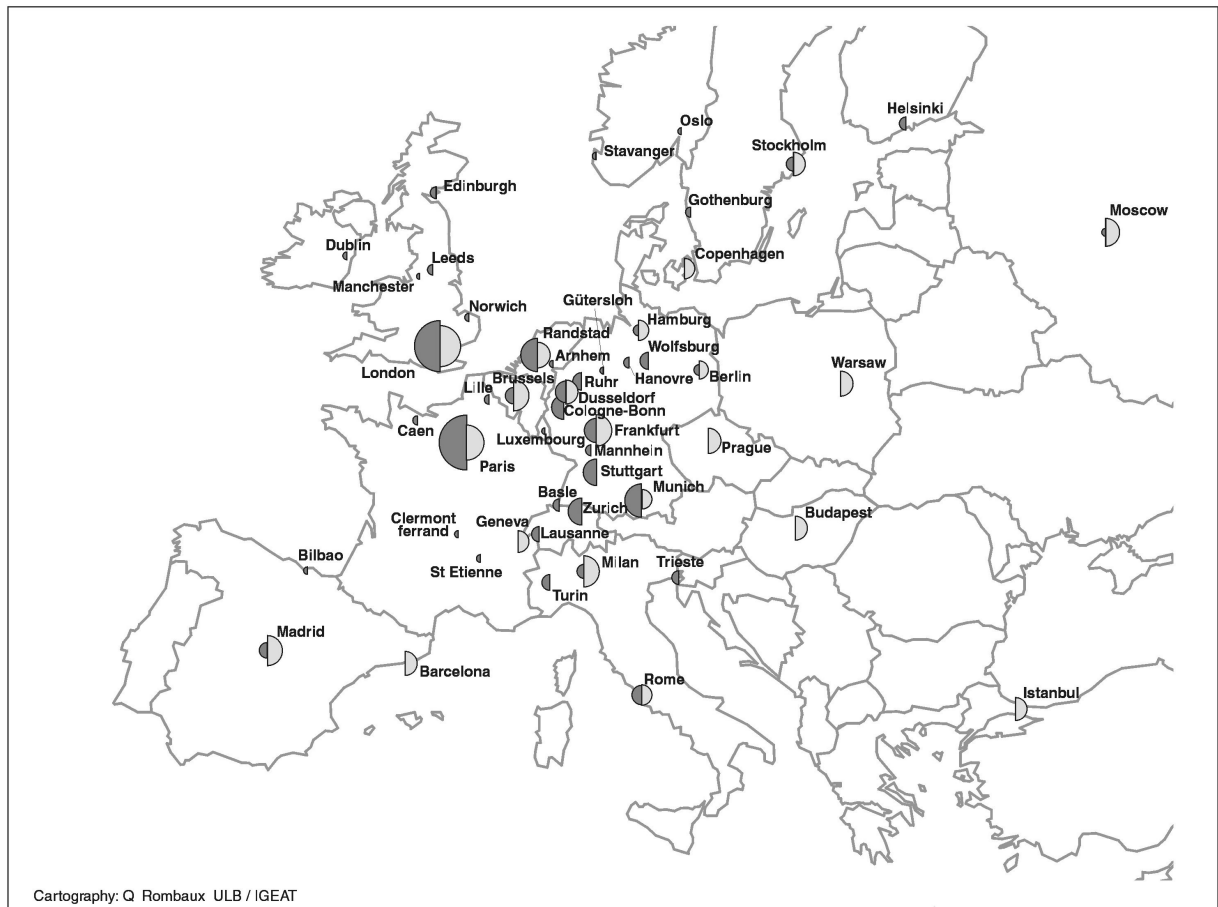 Helsinki
Oslo
Stavanger
Stockholm
Edinburgh
Gothenburg
Moscow
Dublin
Leeds
Copenhagen
Manchester
Gütersloh
Norwich
Hamburg
Randstad
Arnhem
Wolfsburg
Warsaw
London
Brussels
Lille
Ruhr
Hanovre
Berlin
Dusseldorf
Cologne-Bonn
Caen
Luxembourg
Frankfurt
Mannhein
Prague
Paris
Stuttgart
Munich
Basle
Zurich
Budapest
Clermont
ferrand
Geneva
Lausanne
Bilbao
St Etienne
Milan
Trieste
Turin
Madrid
Barcelona
Rome
Istanbul
Cartography: Q Rombaux ULB / IGEAT